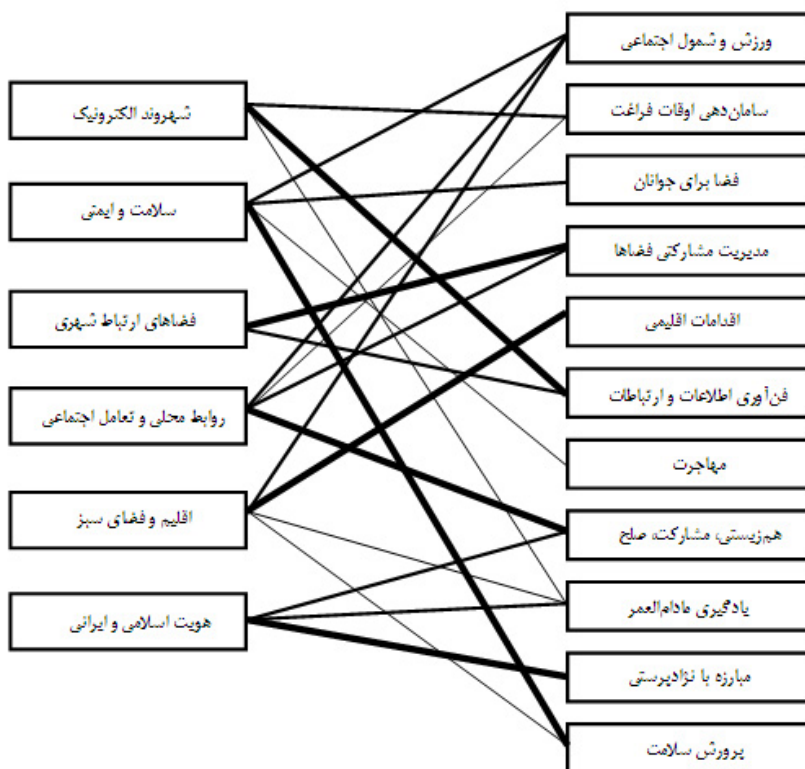 ورزش و شمول اجتماعی
سامان‌دهی اوقات فراغت
فضا برای جوانان
مدیریت مشارکتی فضاها
اقدامات اقلیمی
فن‌آوری اطلاعات و ارتباطات
مهاجرت
هم‌زیستی، مشارکت، صلح
یادگیری مادام‌العمر
مبارزه با نژادپرستی
پرورش سلامت
شهروند الکترونیک
سلامت و ایمنی
فضاهای ارتباط شهری
روابط محلی و تعامل اجتماعی
اقلیم و فضای سبز
هویت اسلامی و ایرانی